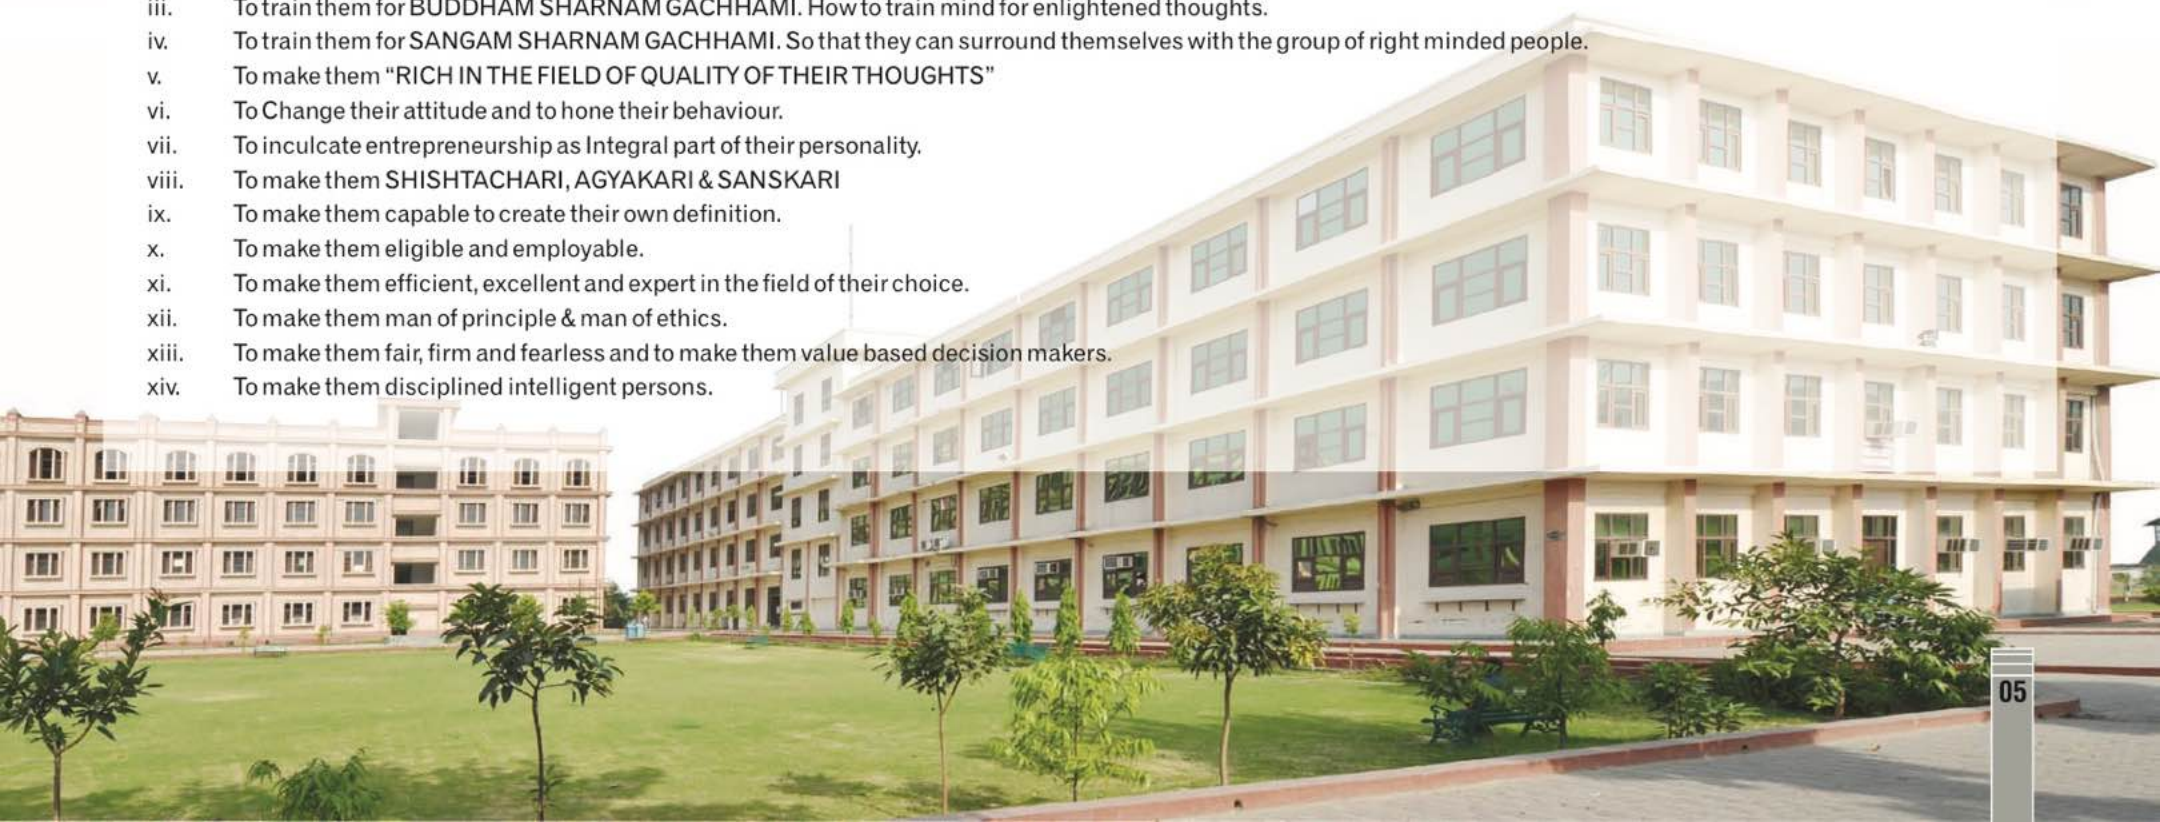 iii. To train them for BUDDHAM SHARNAM GACHHAMI. How to train mind for enlightened thoughts.
iv. To train them for SANGAM SHARNAM GACHHAMI. So that they can surround themselves with the group of right minded people.
v. To make them “RICH IN THE FIELD OF QUALITY OF THEIR THOUGHTS”
vi. To Change their attitude and to hone their behaviour.
vii. To inculcate entrepreneurship as Integral part of their personality.
viii. To make them SHISHTACHARI, AGYAKARI & SANSKARI
ix. To make them capable to create their own definition.
x. To make them eligible and employable.
xi. To make them efficient, excellent and expert in the field of their choice.
xii. To make them man of principle & man of ethics.
xiii. To make them fair, firm and fearless and to make them value based decision makers.
xiv. To make them disciplined intelligent persons.
05